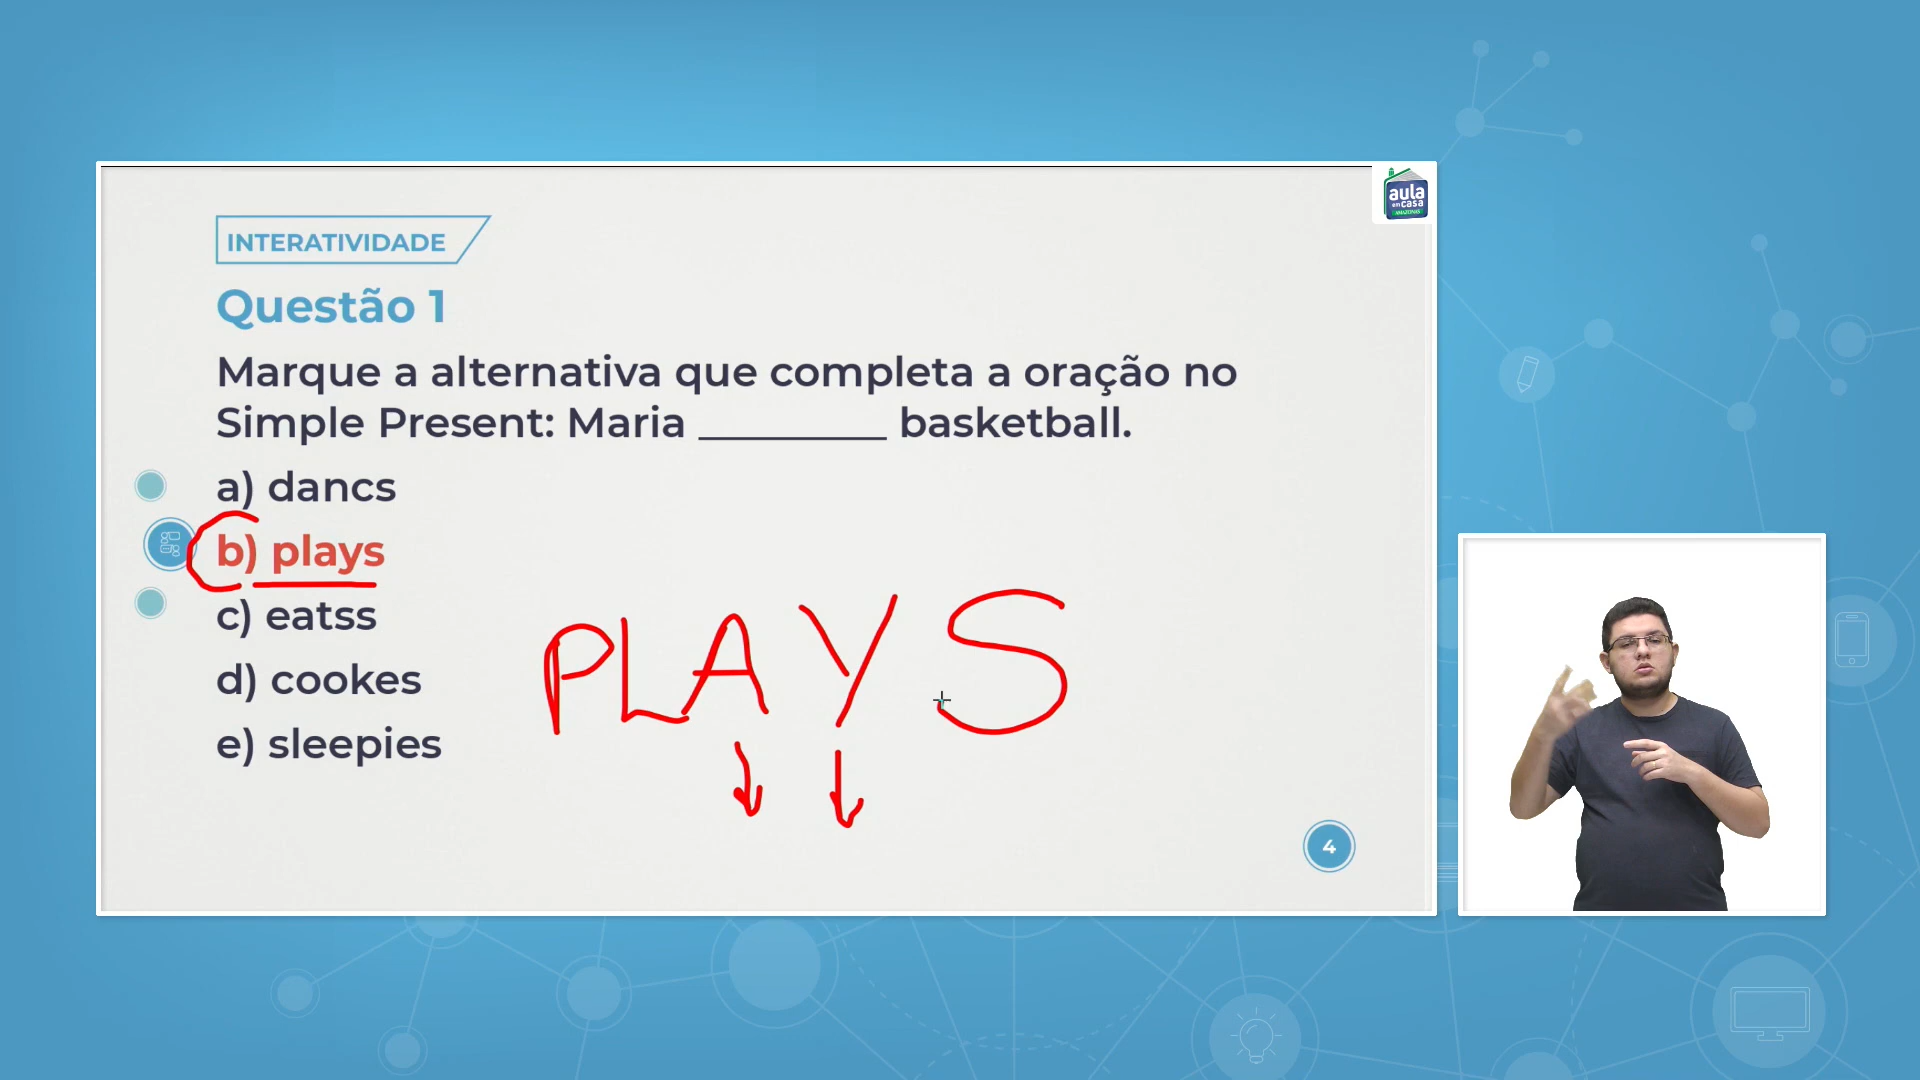 aula
em casa
AMAZONAS
INTERATIVIDADE
Questão 1
Marque a alternativa que completa a oração no
Simple Present: Maria _________ basketball.
a) dancs
b) plays
c) eatss
d) cookes
e) sleepies
PLAYS
4